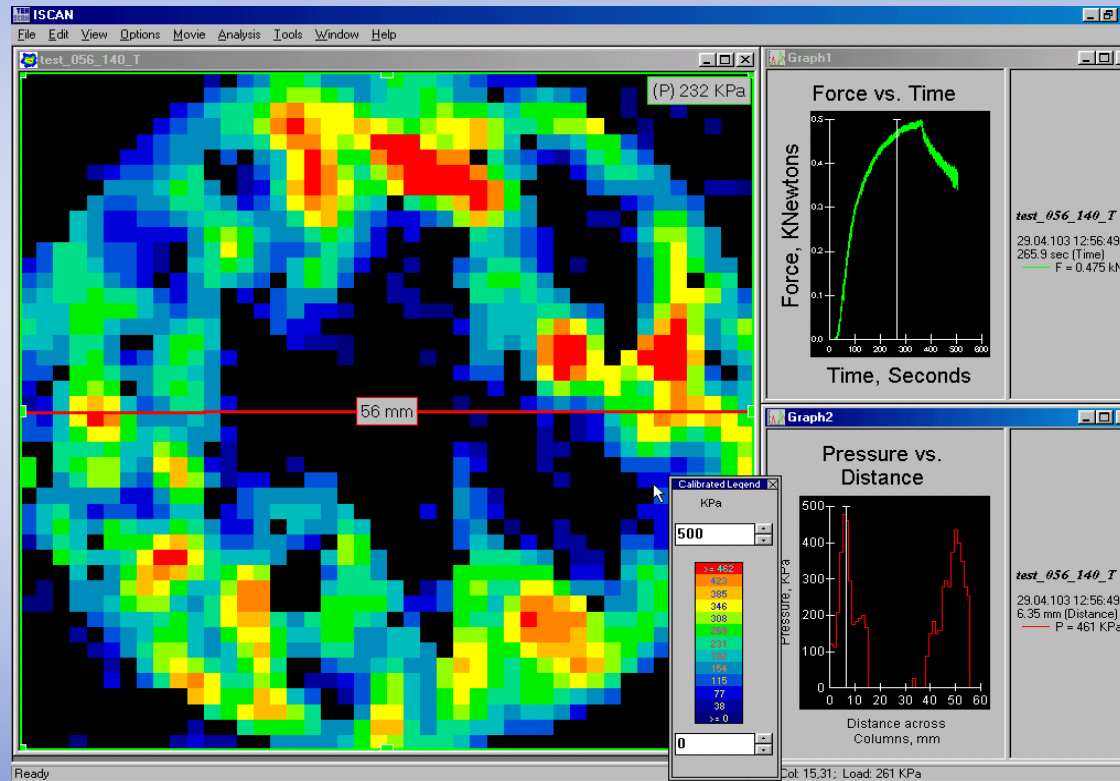 TEK
SCAN
ISCAN
File Edit View Options Movie Analysis Tools Window Help
test_056_140_T
(P) 232 KPa
56 mm
Graph1
Force vs. Time
Force, KNewtons
0.5
0.4
0.3
0.2
0.1
0.0
0 100 200 300 400 500 600
Time, Seconds
test_056_140_T
29.04.103 12:56:49
265.9 sec (Time)
F = 0.475 kN
Graph2
Pressure vs.
Distance
Pressure, KPa
500
400
300
200
100
0
0 10 20 30 40 50 60
Distance across
Columns, mm
test_056_140_T
29.04.103 12:56:49
6.35 mm (Distance)
P = 461 KPa
Calibrated Legend
KPa
500
>= 462
423
385
346
308
269
231
192
154
115
77
38
>= 0
0
Ready
Col: 15,31; Load: 261 KPa